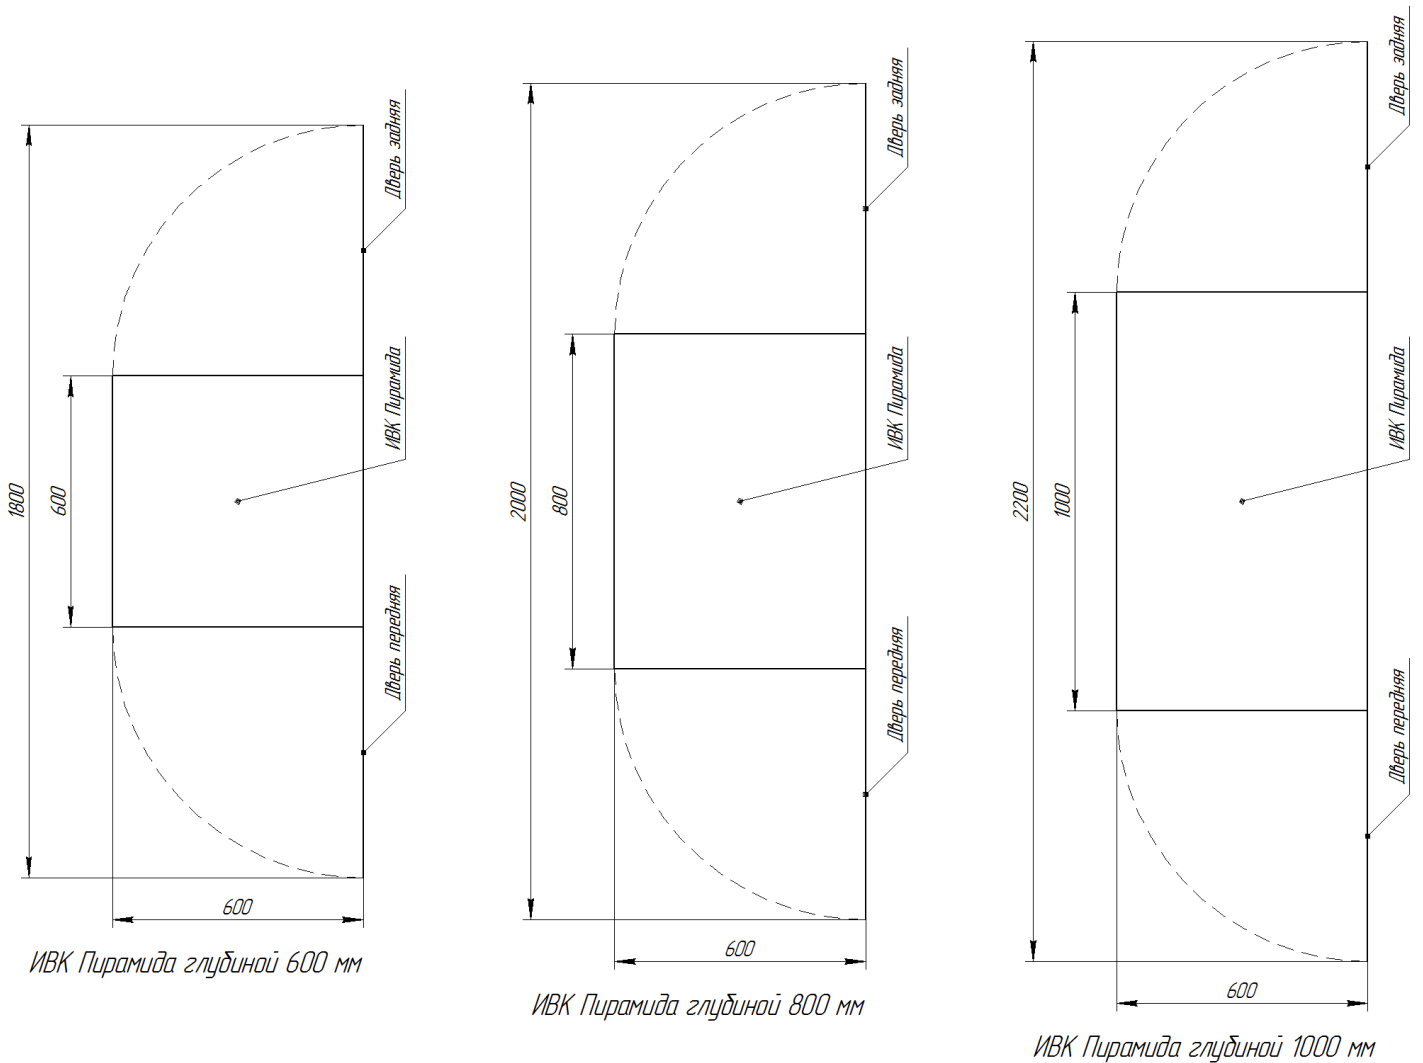 1800
600
Дверь задняя
ИВК Пирамида
Дверь передняя
600
ИВК Пирамида глубиной 600 мм
2000
800
Дверь задняя
ИВК Пирамида
Дверь передняя
600
ИВК Пирамида глубиной 800 мм
2200
1000
Дверь задняя
ИВК Пирамида
Дверь передняя
600
ИВК Пирамида глубиной 1000 мм